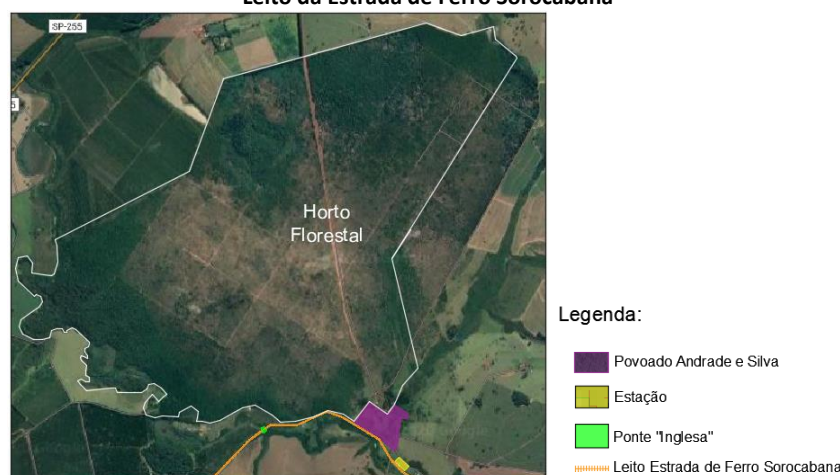 Leito da Estrada de Ferro Sorocabana
SP-255
5
Horto
Florestal
Legenda:
Povoado Andrade e Silva
Estação
Ponte "Inglesa"
Leito Estrada de Ferro Sorocabana